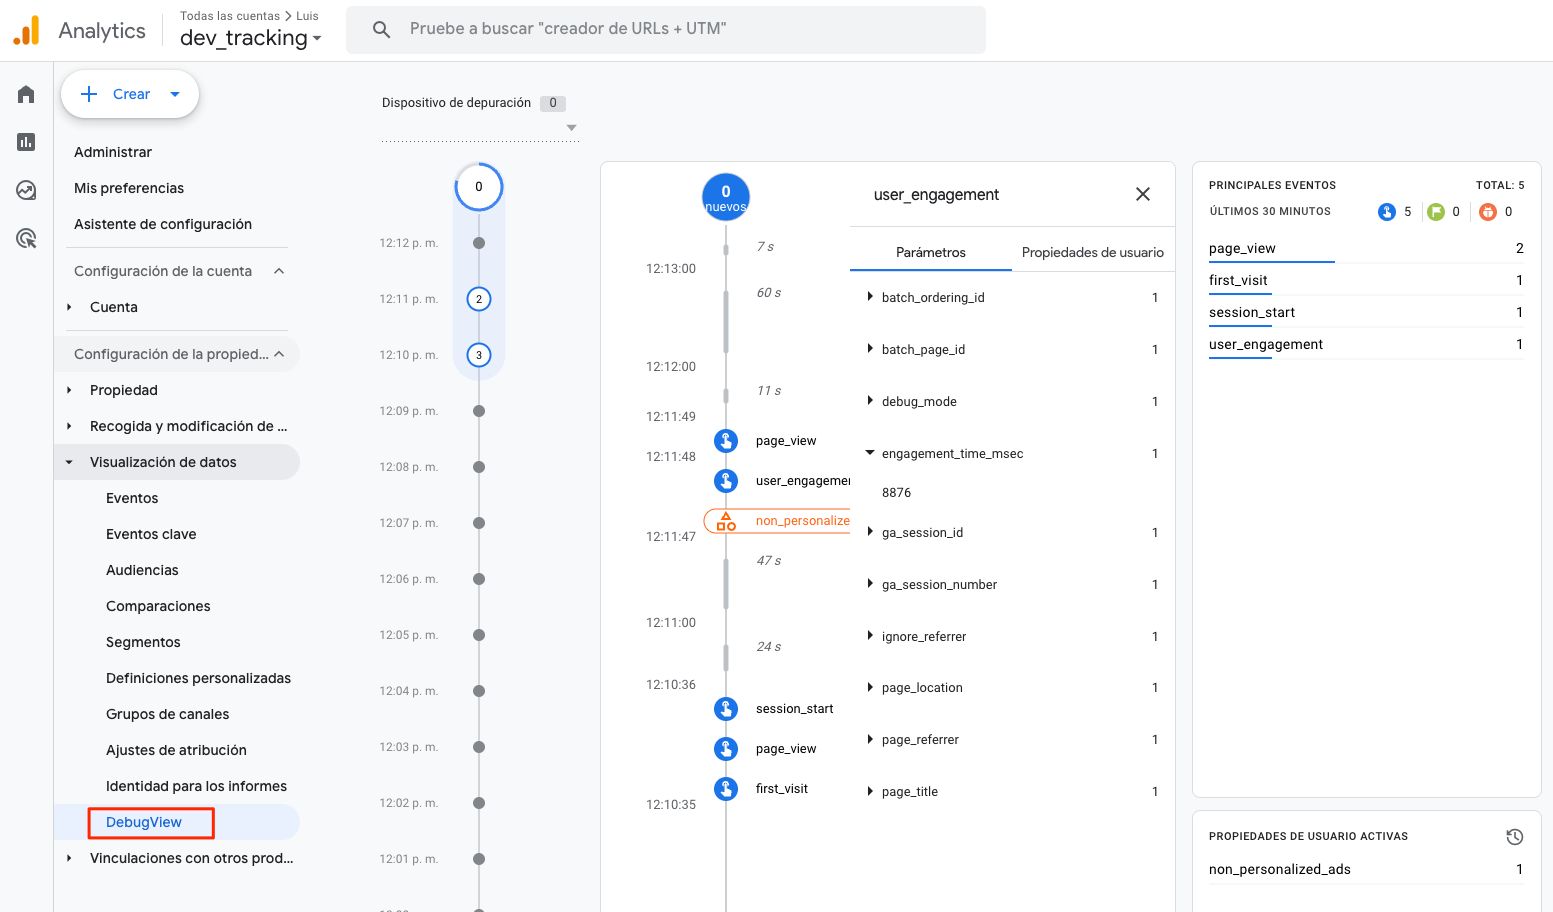 Analytics
Todas las cuentas > Luis
dev_tracking
Pruebe a buscar "creador de URLs + UTM"
Crear
Administrar
Mis preferencias
Asistente de configuración
Configuración de la cuenta
Cuenta
Configuración de la propied...
Propiedad
Recogida y modificación de ...
Visualización de datos
Eventos
Eventos clave
Audiencias
Comparaciones
Segmentos
Definiciones personalizadas
Grupos de canales
Ajustes de atribución
Identidad para los informes
DebugView
Vinculaciones con otros prod...
Dispositivo de depuración 0
0
12:12 p. m.
12:11 p. m. 2
12:10 p. m. 3
12:09 p. m.
12:08 p. m.
12:07 p. m.
12:06 p. m.
12:05 p. m.
12:04 p. m.
12:03 p. m.
12:02 p. m.
12:01 p. m.
0
nuevos
7 s
12:13:00
60 s
12:12:00
11 s
12:11:49
page_view
12:11:48
user_engagemen
non_personalize
12:11:47
47 s
12:11:00
24 s
12:10:36
session_start
page_view
first_visit
12:10:35
user_engagement
Parámetros Propiedades de usuario
batch_ordering_id 1
batch_page_id 1
debug_mode 1
engagement_time_msec 1
8876
ga_session_id 1
ga_session_number 1
ignore_referrer 1
page_location 1
page_referrer 1
page_title 1
PRINCIPALES EVENTOS TOTAL: 5
ÚLTIMOS 30 MINUTOS 5 0 0
page_view 2
first_visit 1
session_start 1
user_engagement 1
PROPIEDADES DE USUARIO ACTIVAS
non_personalized_ads 1